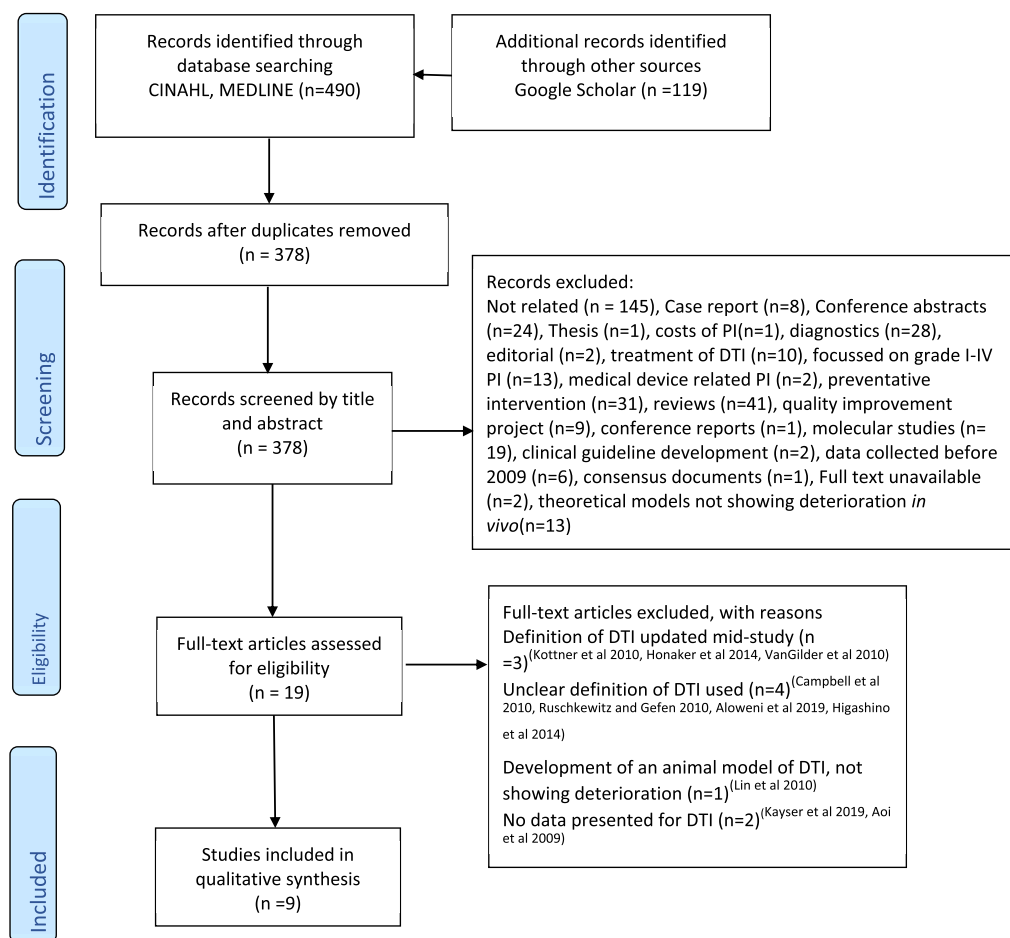 Identification
Records identified through
database searching
CINAHL, MEDLINE (n=490)
Additional records identified
through other sources
Google Scholar (n =119)
Records after duplicates removed
(n = 378)
Screening
Records screened by title
and abstract
(n = 378)
Records excluded:
Not related (n = 145), Case report (n=8), Conference abstracts
(n=24), Thesis (n=1), costs of PI(n=1), diagnostics (n=28),
editorial (n=2), treatment of DTI (n=10), focussed on grade I-IV
PI (n=13), medical device related PI (n=2), preventative
intervention (n=31), reviews (n=41), quality improvement
project (n=9), conference reports (n=1), molecular studies (n=
19), clinical guideline development (n=2), data collected before
2009 (n=6), consensus documents (n=1), Full text unavailable
(n=2), theoretical models not showing deterioration in
vivo(n=13)
Eligibility
Full-text articles assessed
for eligibility
(n = 19)
Full-text articles excluded, with reasons
Definition of DTI updated mid-study (n
=3)(Kottner et al 2010, Honaker et al 2014, VanGilder et al 2010)
Unclear definition of DTI used (n=4)(Campbell et al
2010, Ruschkewitz and Gefen 2010, Aloweni et al 2019, Higashino
et al 2014)
Development of an animal model of DTI, not
showing deterioration (n=1)(Lin et al 2010)
No data presented for DTI (n=2)(Kayser et al 2019, Aoi
et al 2009)
Included
Studies included in
qualitative synthesis
(n =9)